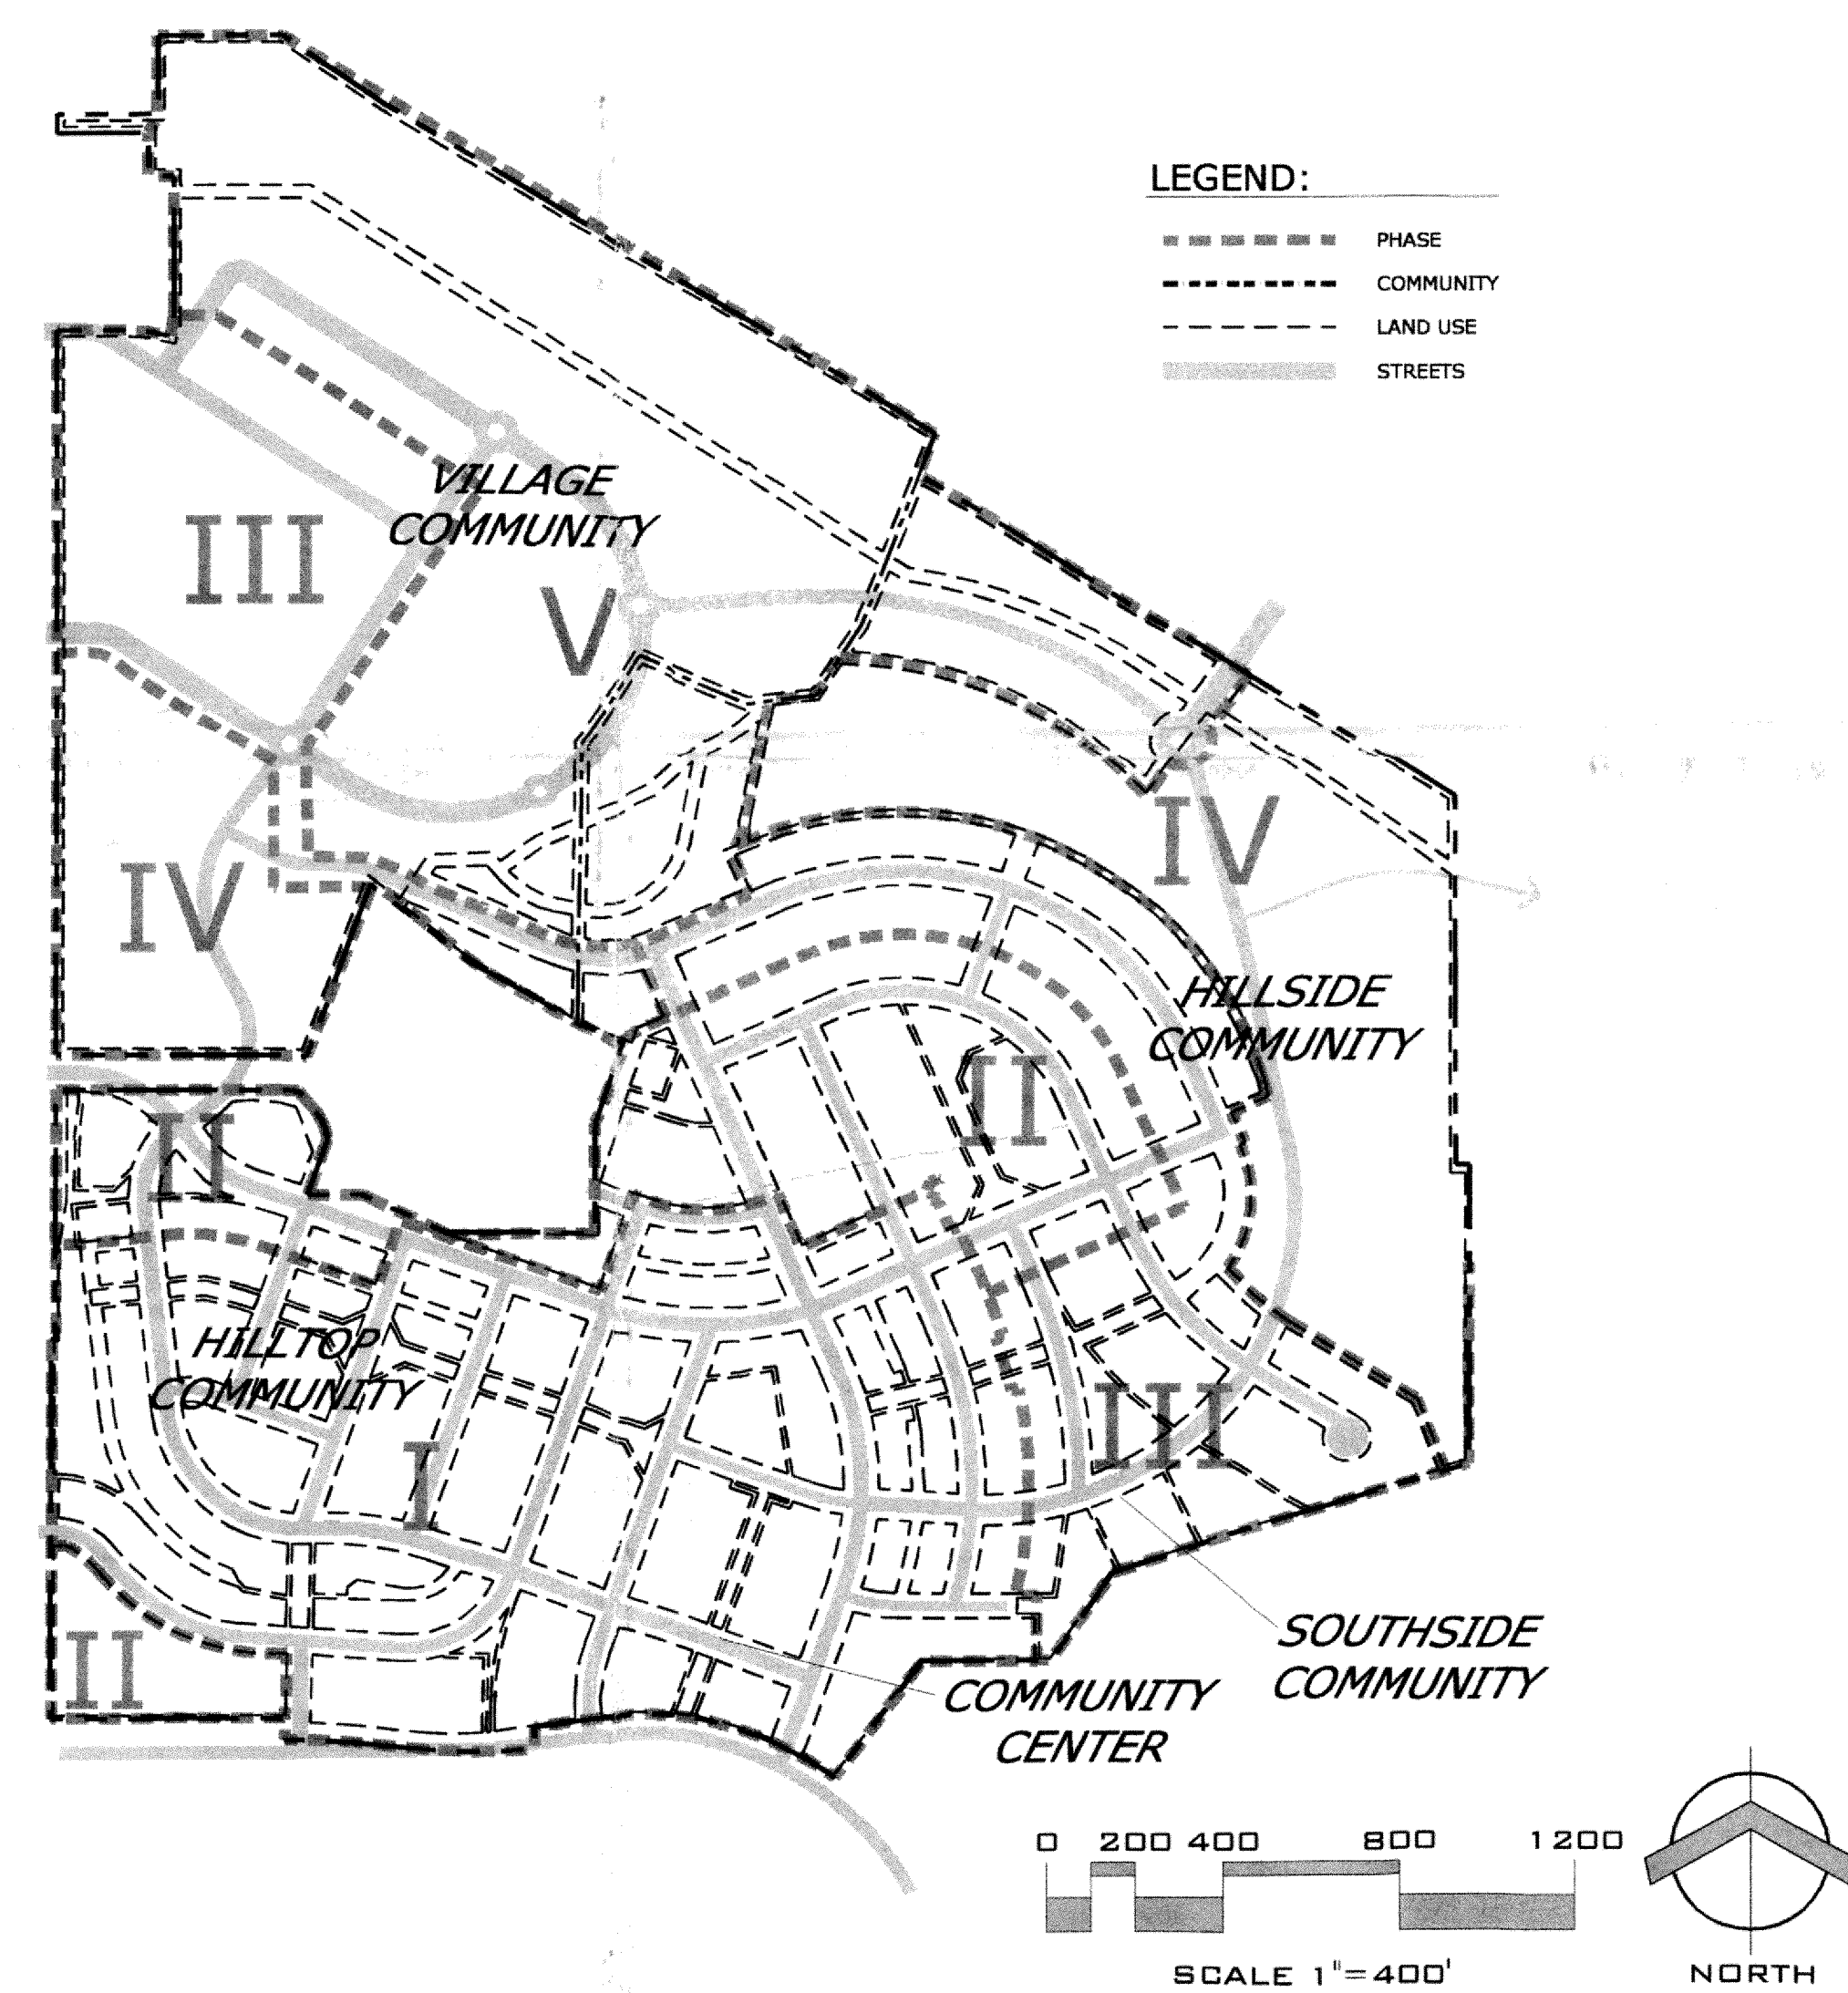 LEGEND:
PHASE
COMMUNITY
LAND USE
STREETS
VILLAGE
COMMUNITY
III
V
IV
IV
HILLSIDE
COMMUNITY
II
II
HILLTOP
COMMUNITY
III
I
II
SOUTHSIDE
COMMUNITY
COMMUNITY
CENTER
0 200 400 800 1200
SCALE 1"=400'
NORTH